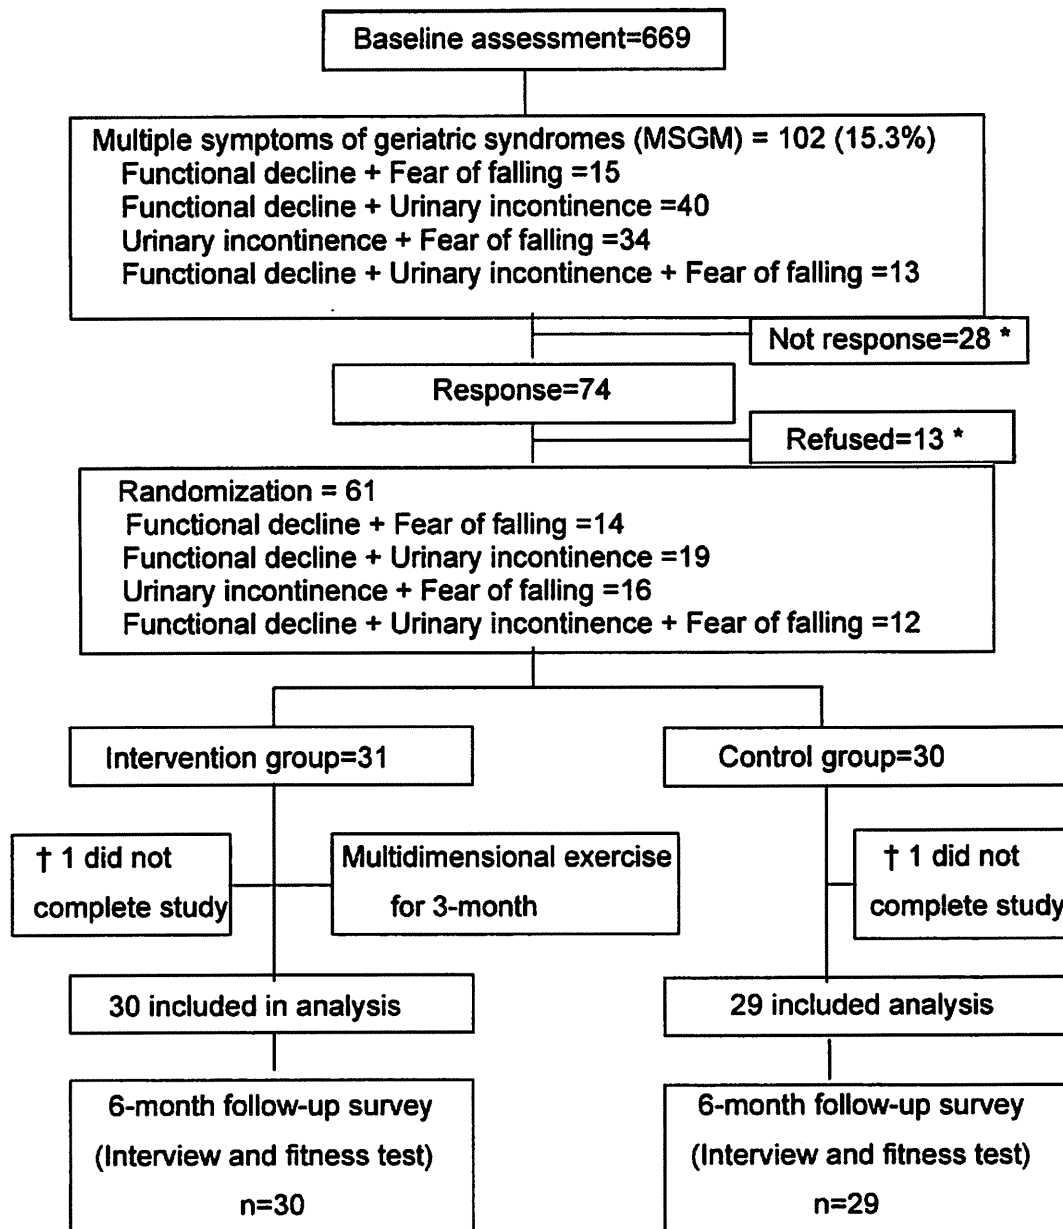 Baseline assessment=669
Multiple symptoms of geriatric syndromes (MSGM) = 102 (15.3%)
Functional decline + Fear of falling =15
Functional decline + Urinary incontinence =40
Urinary incontinence + Fear of falling =34
Functional decline + Urinary incontinence + Fear of falling =13
Not response=28 *
Response=74
Refused=13 *
Randomization = 61
Functional decline + Fear of falling =14
Functional decline + Urinary incontinence =19
Urinary incontinence + Fear of falling =16
Functional decline + Urinary incontinence + Fear of falling =12
Intervention group=31
Control group=30
† 1 did not
complete study
Multidimensional exercise
for 3-month
† 1 did not
complete study
30 included in analysis
29 included analysis
6-month follow-up survey
(Interview and fitness test)
n=30
6-month follow-up survey
(Interview and fitness test)
n=29